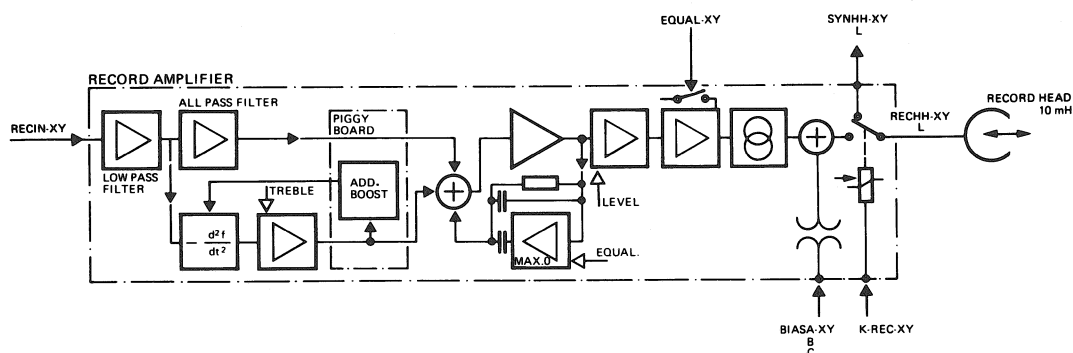 EQUAL-XY
SYNHH-XY
L
RECORD AMPLIFIER
ALL PASS FILTER
RECORD HEAD
10 mH
RECIN-XY
PIGGY
BOARD
RECHH-XY
L
LOW PASS
FILTER
TREBLE
ADD.
BOOST
LEVEL
- d²f
dt²
EQUAL.
MAX.0
BIASA-XY
B
C
K-REC-XY